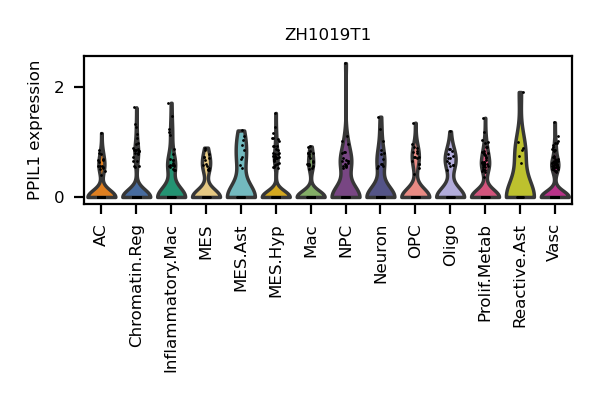 ZH1019T1
PPIL1 expression
2
0
AC
Chromatin.Reg
Inflammatory.Mac
MES
MES.Ast
MES.Hyp
Mac
NPC
Neuron
OPC
Oligo
Prolif.Metab
Reactive.Ast
Vasc